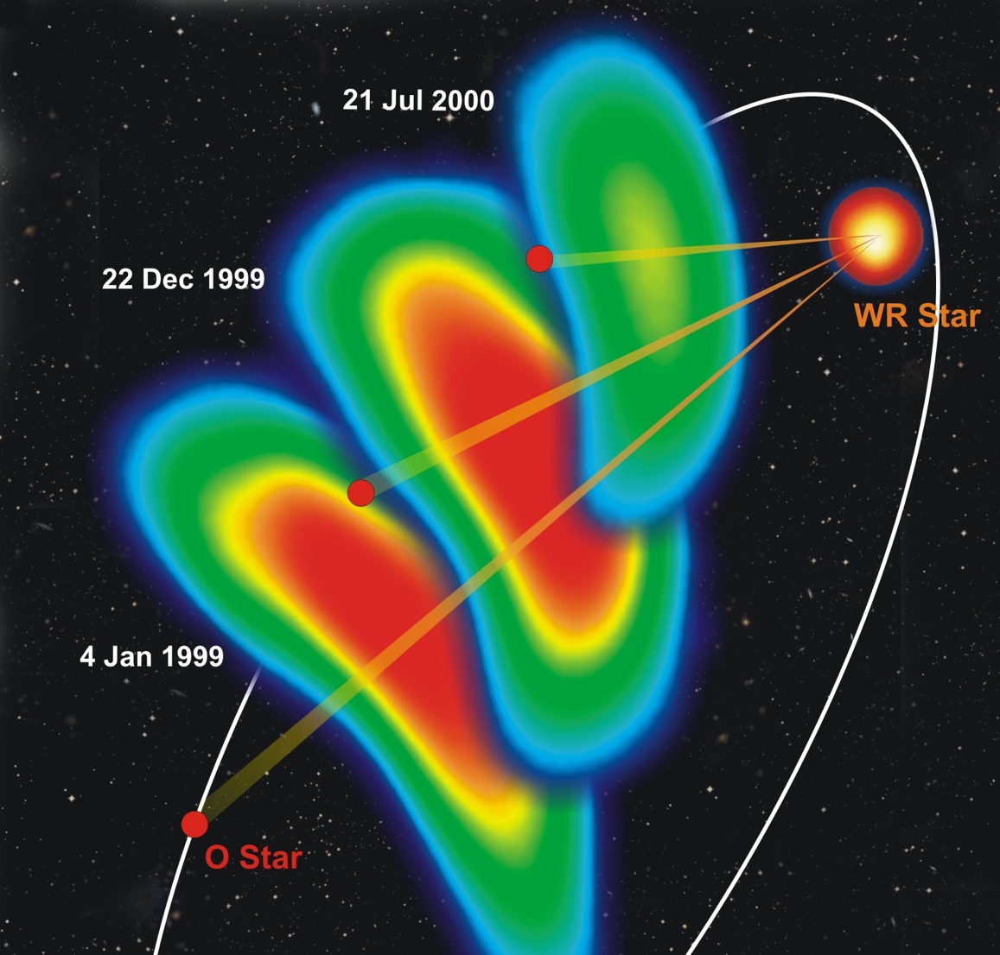 21 Jul 2000
22 Dec 1999
WR Star
4 Jan 1999
O Star